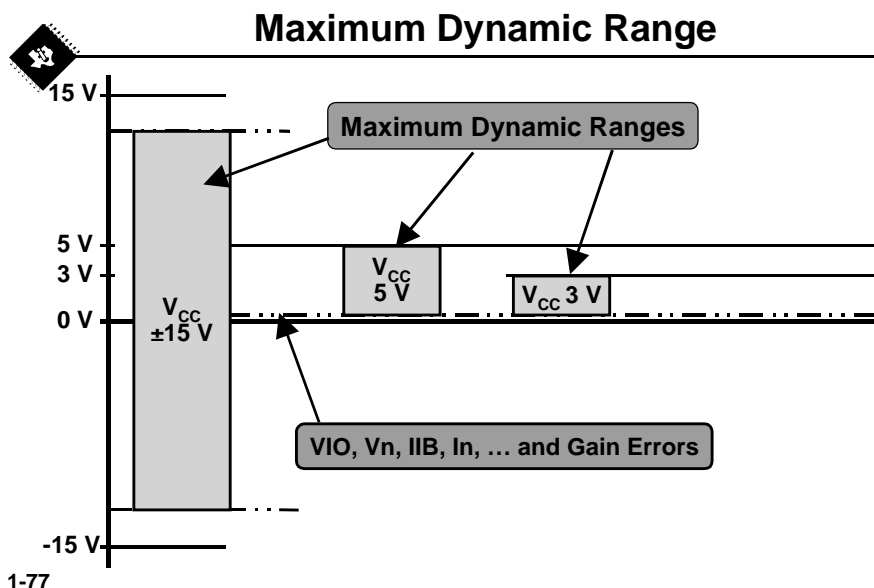 Maximum Dynamic Range
15 V
Maximum Dynamic Ranges
5 V
3 V
0 V
-15 V
VCC
±15 V
VCC
5 V
VCC 3 V
VIO, Vn, IIB, In, … and Gain Errors
1-77